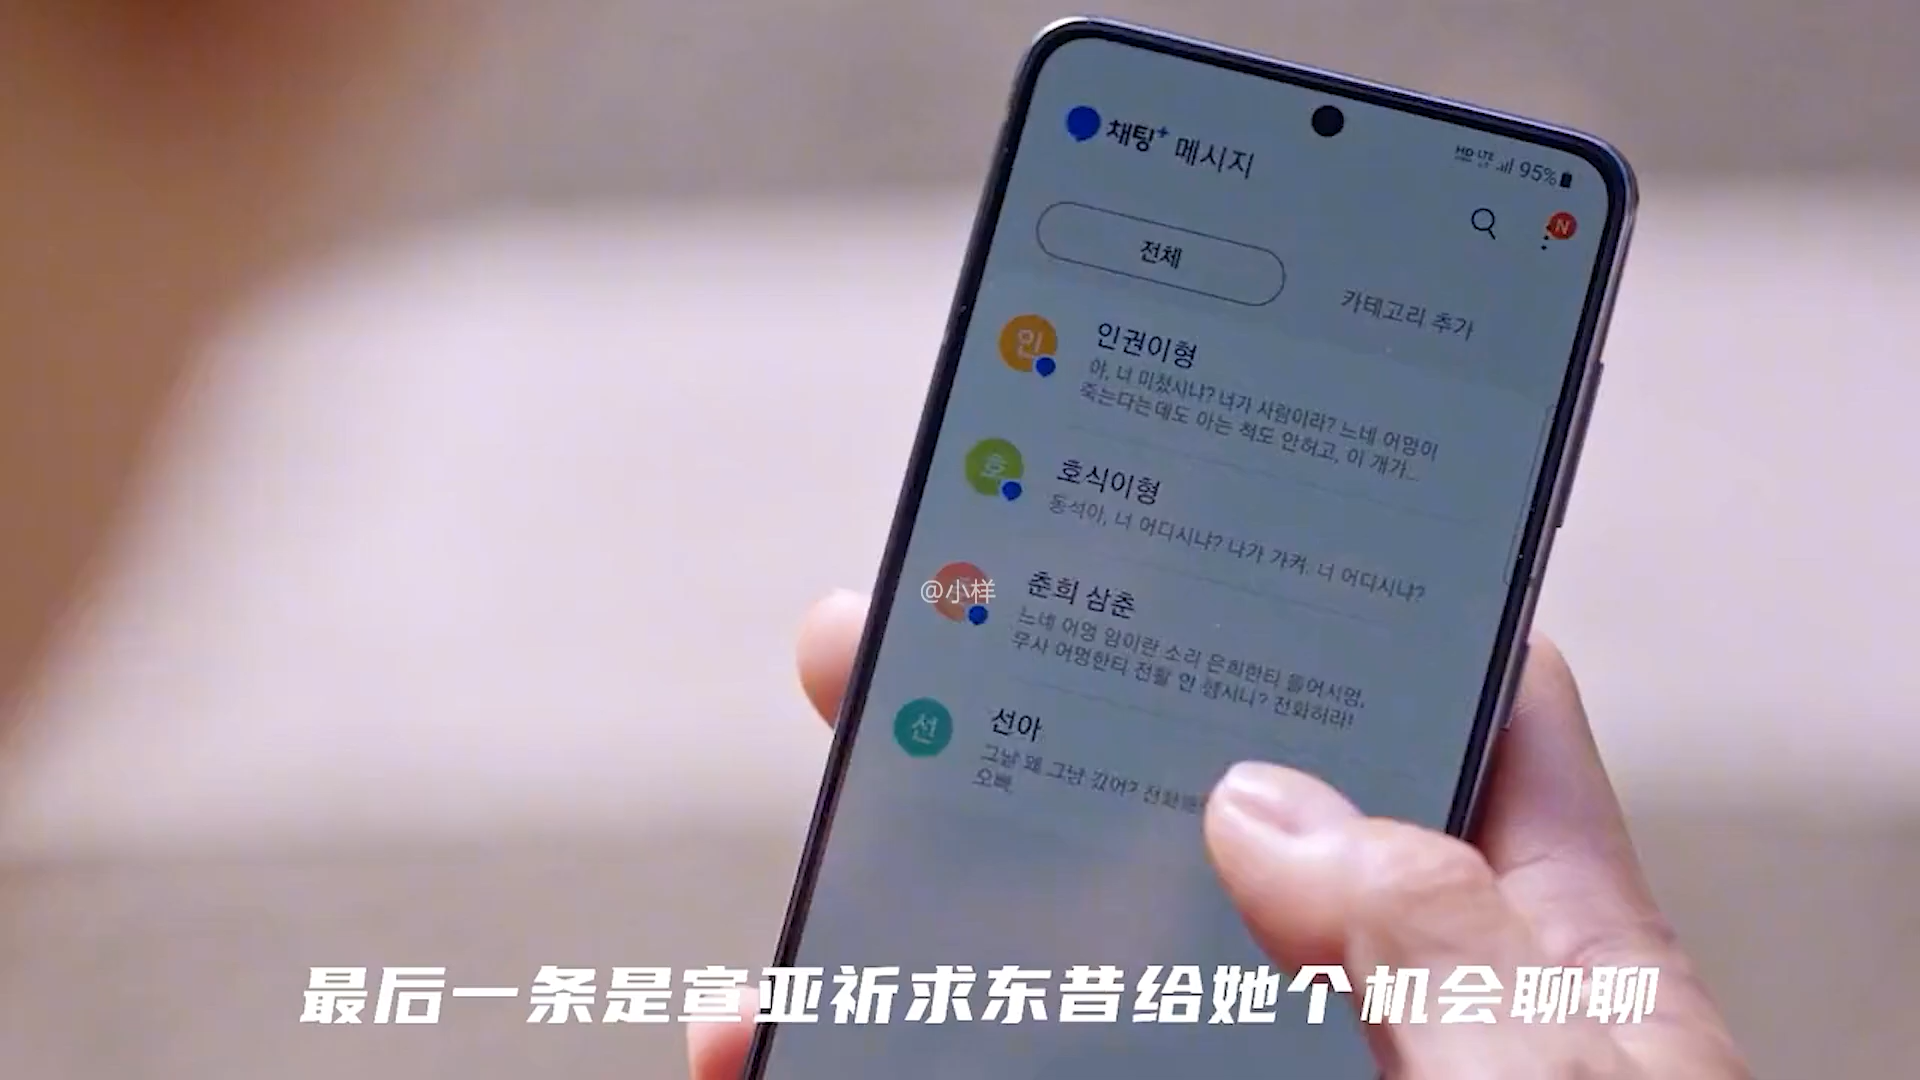 채팅+ 메시지
HD LTE 95%
N
전체
카테고리 추가
인
인권이형
야, 너 미쳤시냐? 너가 사람이라? 느네 어멍이
죽는다는데도 아는 척도 안허고, 이 개가...
호
호식이형
동석아, 너 어디시냐? 나가 가켜. 너 어디시냐?
@小样
춘희 삼춘
느네 어멍 암이란 소리 은희한티 들어시멍,
무사 어멍한티 전활 안 햄시니? 전화허라!
선
선아
그날 왜 그냥 갔어? 전화
오빠.
最后一条是宣亚祈求东昔给她个机会聊聊